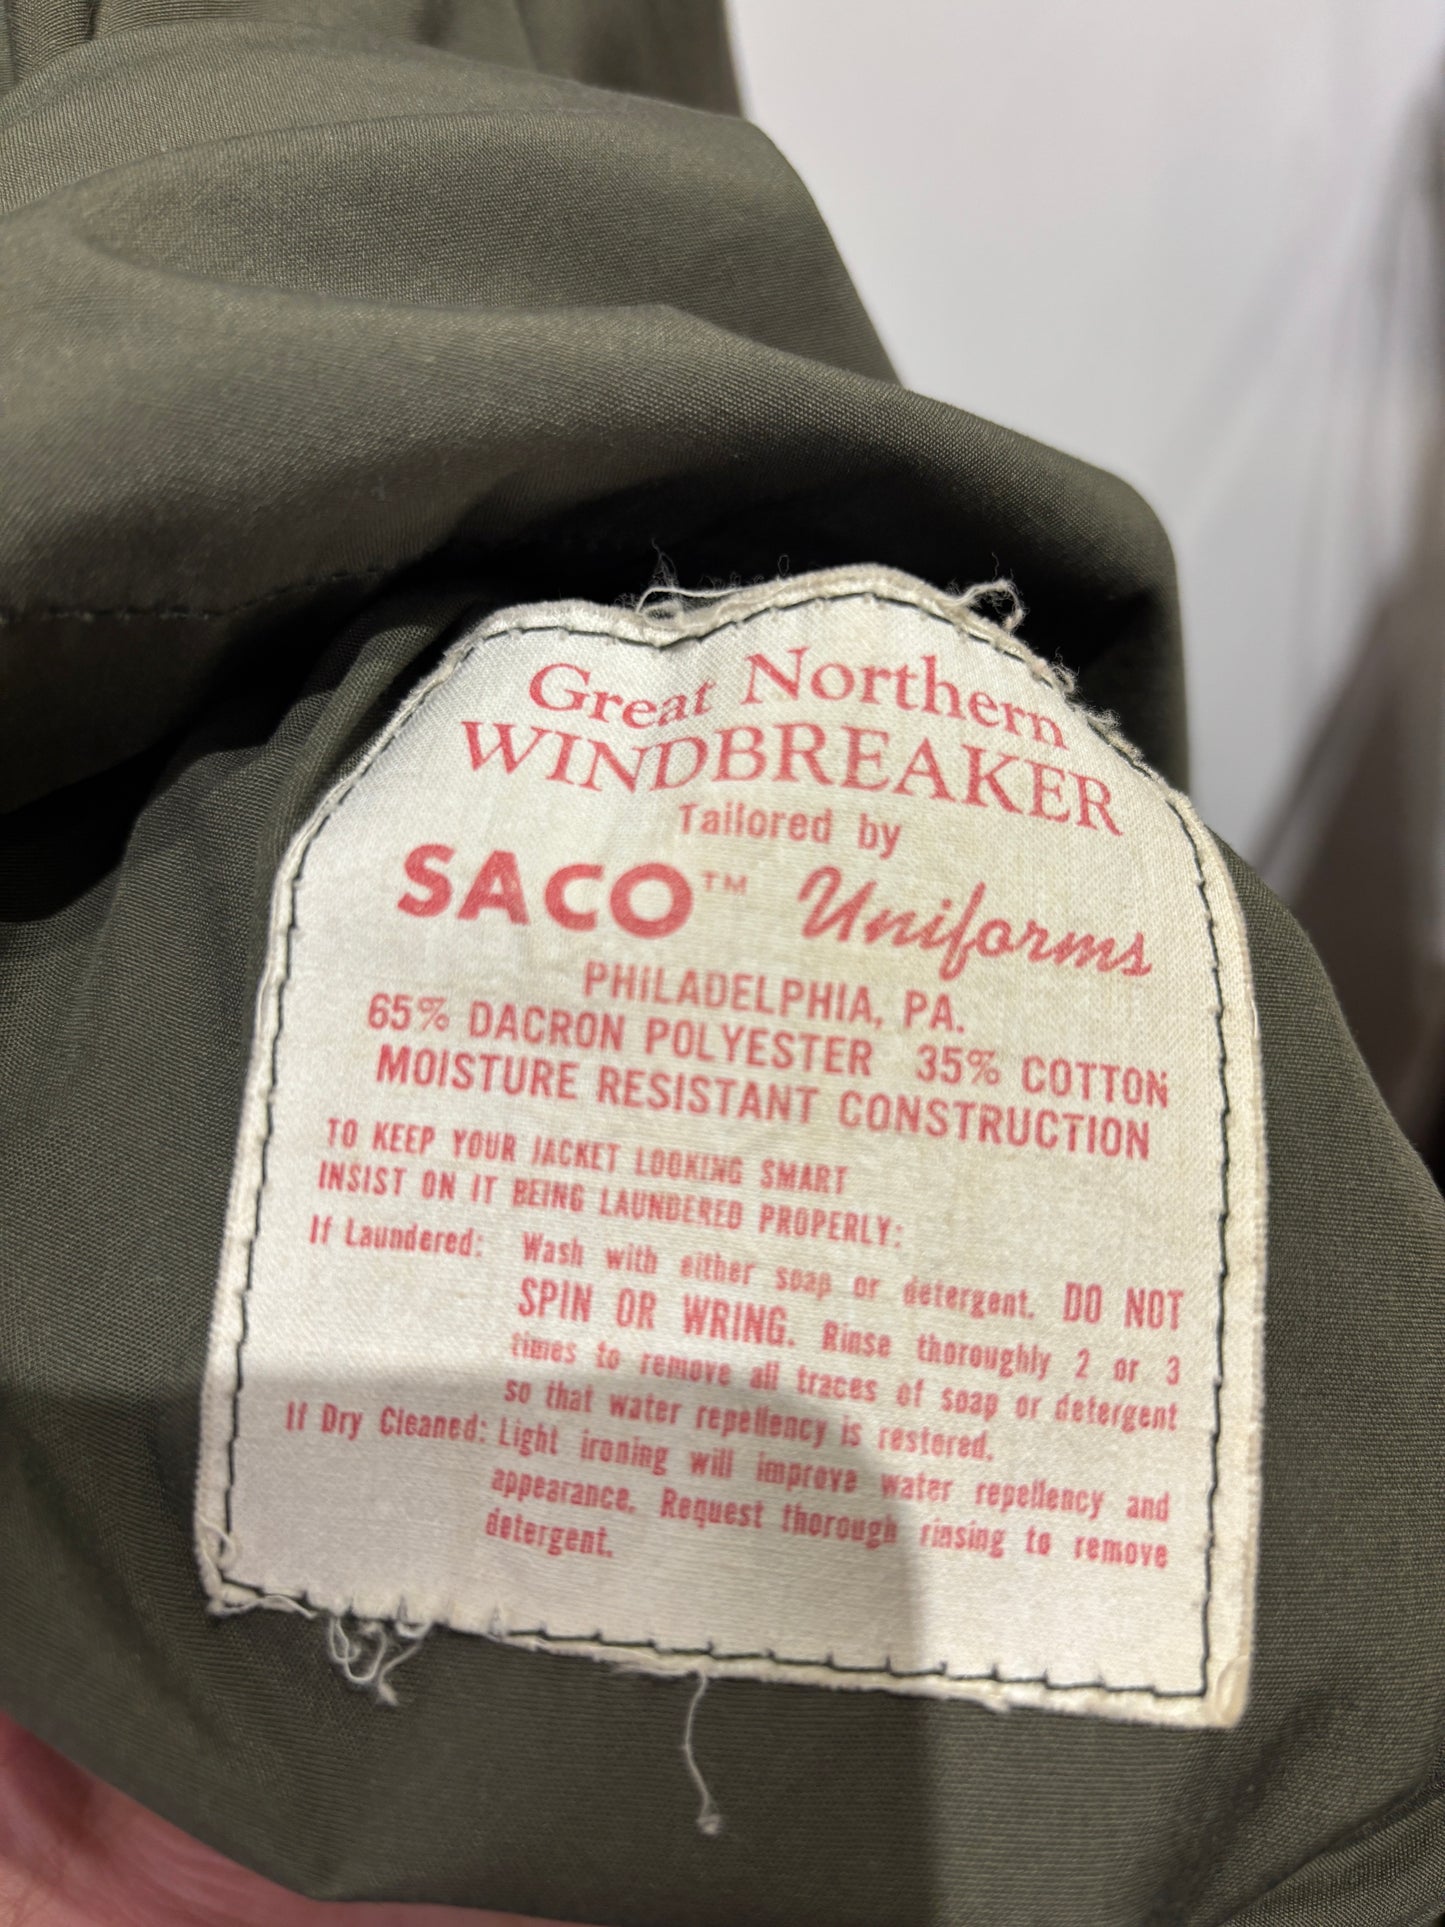 Great Northern
WINDBREAKER
Tailored by
SACO™ Uniforms
PHILADELPHIA, PA.
65% DACRON POLYESTER 35% COTTON
MOISTURE RESISTANT CONSTRUCTION
TO KEEP YOUR JACKET LOOKING SMART
INSIST ON IT BEING LAUNDERED PROPERLY:
If Laundered: Wash with either soap or detergent. DO NOT
SPIN OR WRING. Rinse thoroughly 2 or 3
times to remove all traces of soap or detergent
so that water repellency is restored.
If Dry Cleaned: Light ironing will improve water repellency and
appearance. Request thorough rinsing to remove
detergent.